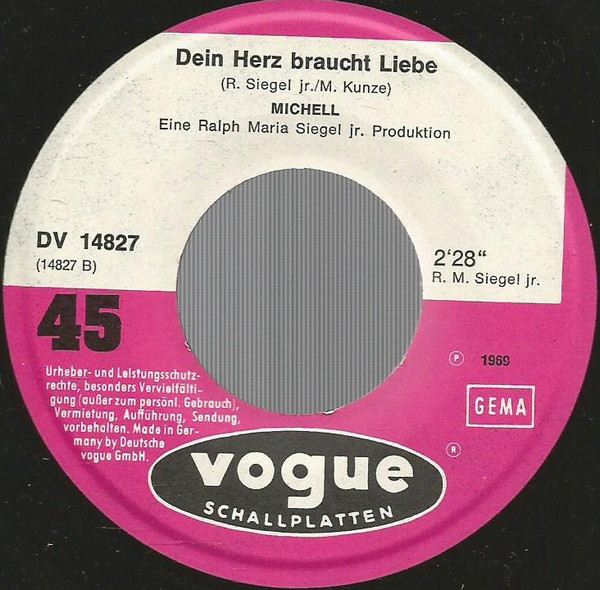 Dein Herz braucht Liebe
(R. Siegel jr./M. Kunze)
MICHELL
Eine Ralph Maria Siegel jr. Produktion
DV 14827
(14827 B)
2'28“
R. M. Siegel jr.
45
Ⓟ 1969
GEMA
Urheber- und Leistungsschutz-
rechte, besonders Vervielfälti-
gung (außer zum persönl. Gebrauch),
Vermietung, Aufführung, Sendung,
vorbehalten. Made in Ger-
many by Deutsche
vogue GmbH.
®
vogue
SCHALLPLATTEN